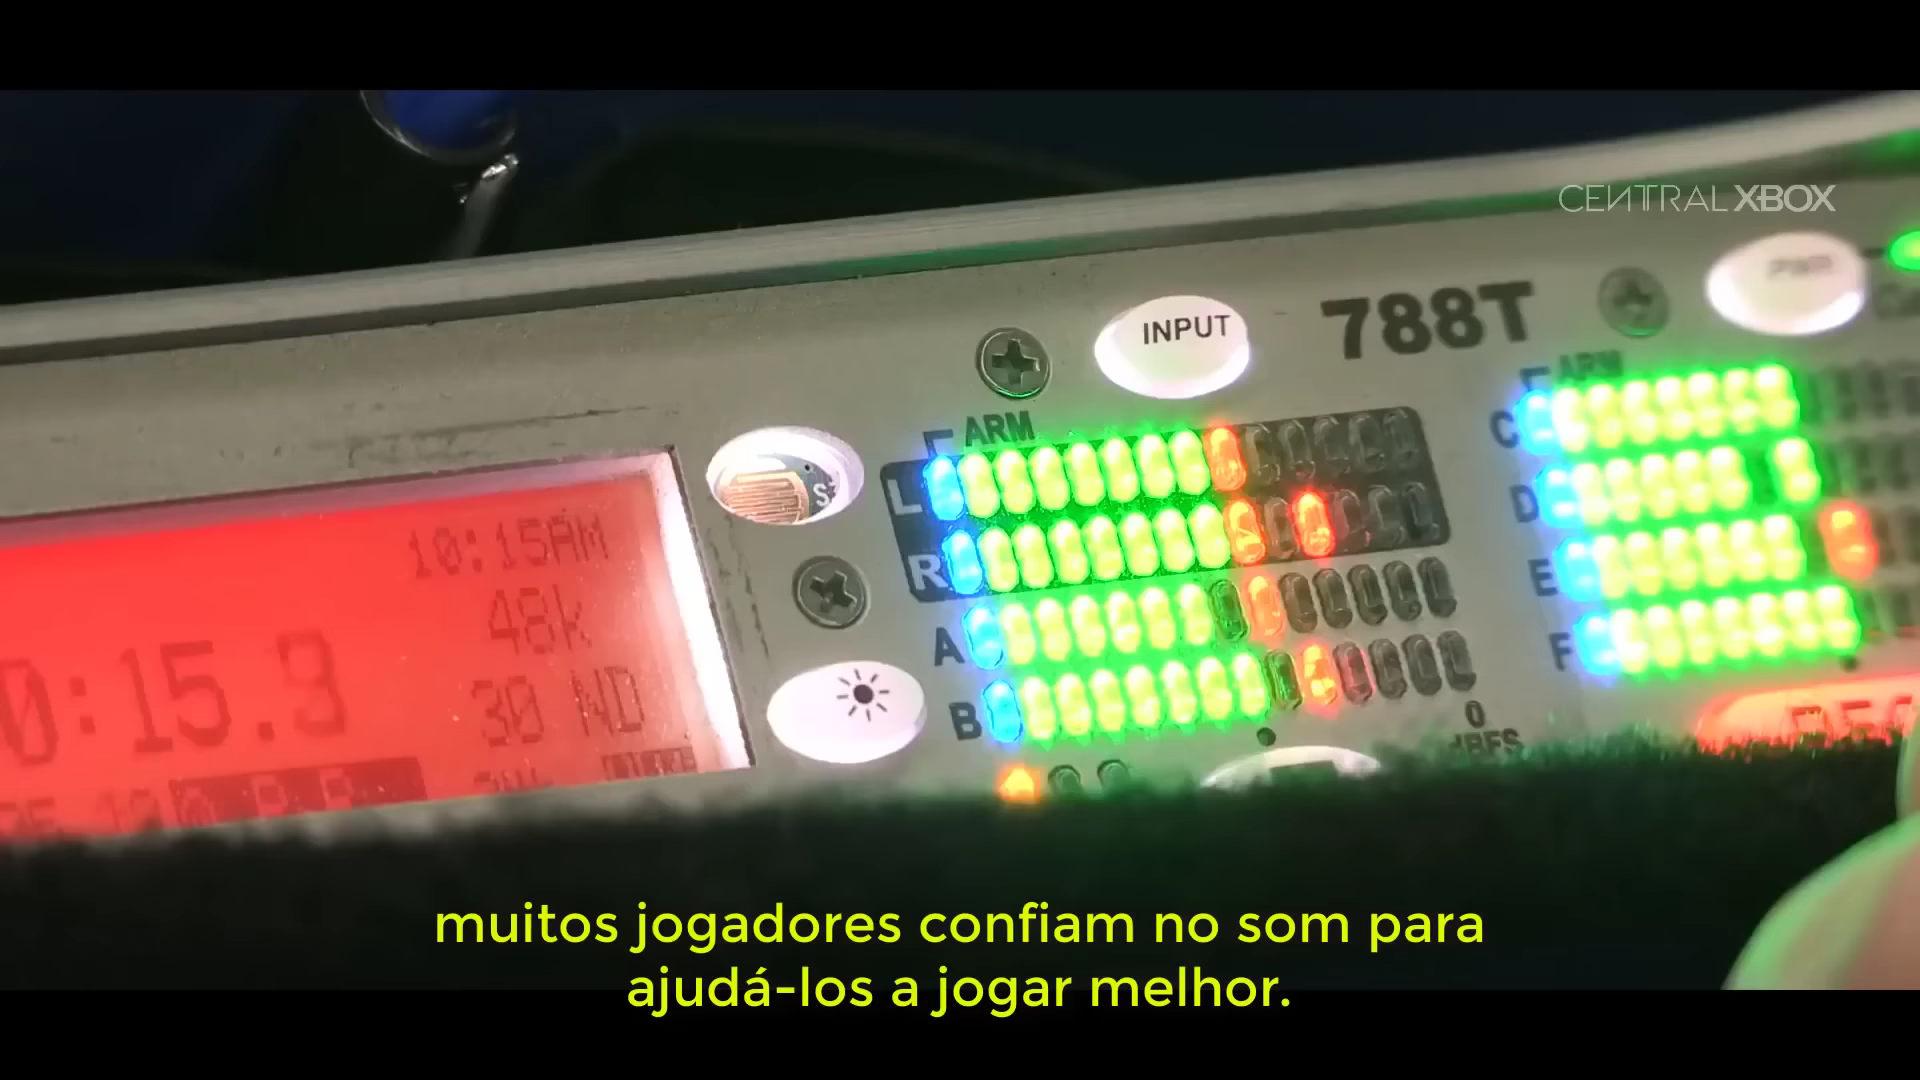 CENTRAL XBOX
INPUT
788T
PWR
ARM
ARM
L
R
A
B
C
D
E
F
10:15AM
48k
0:15.3
30 ND
0
dBFS
muitos jogadores confiam no som para
ajudá-los a jogar melhor.